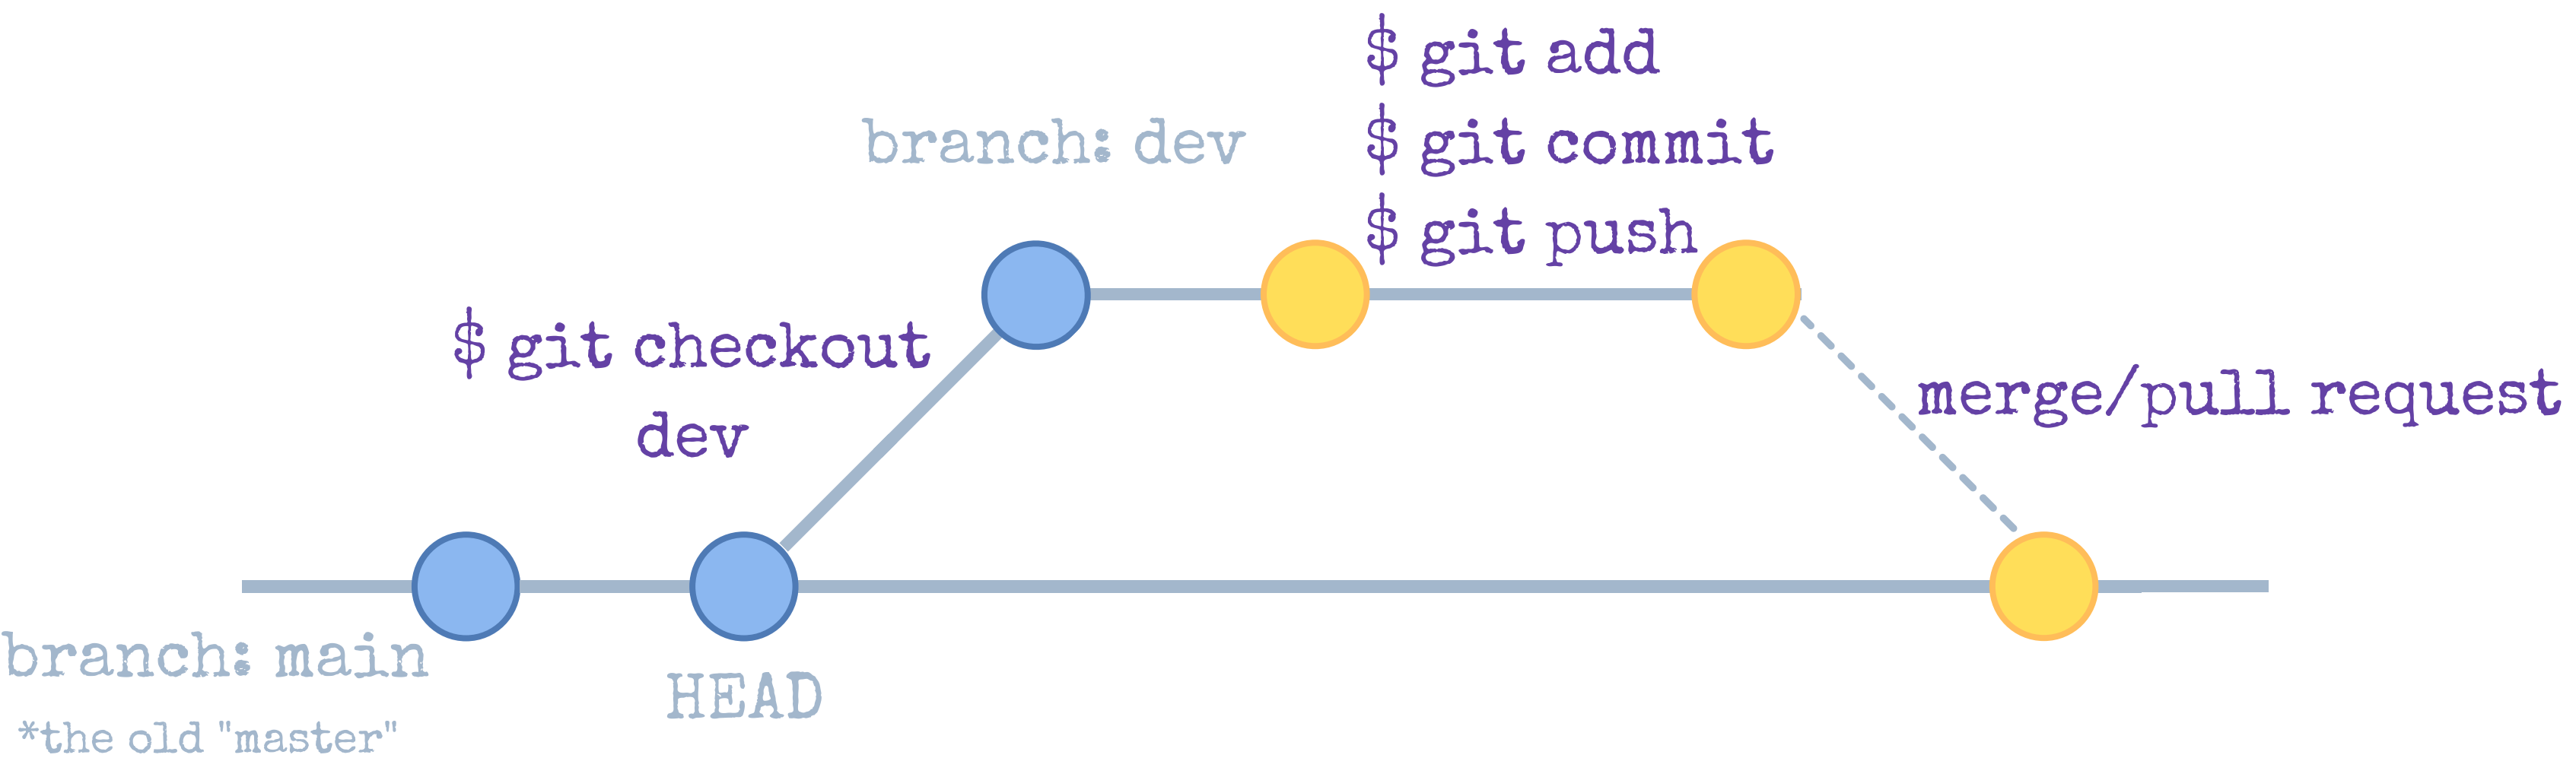 $ git add
branch: dev
$ git commit
$ git push
$ git checkout
dev
merge/pull request
branch: main
HEAD
*the old "master"